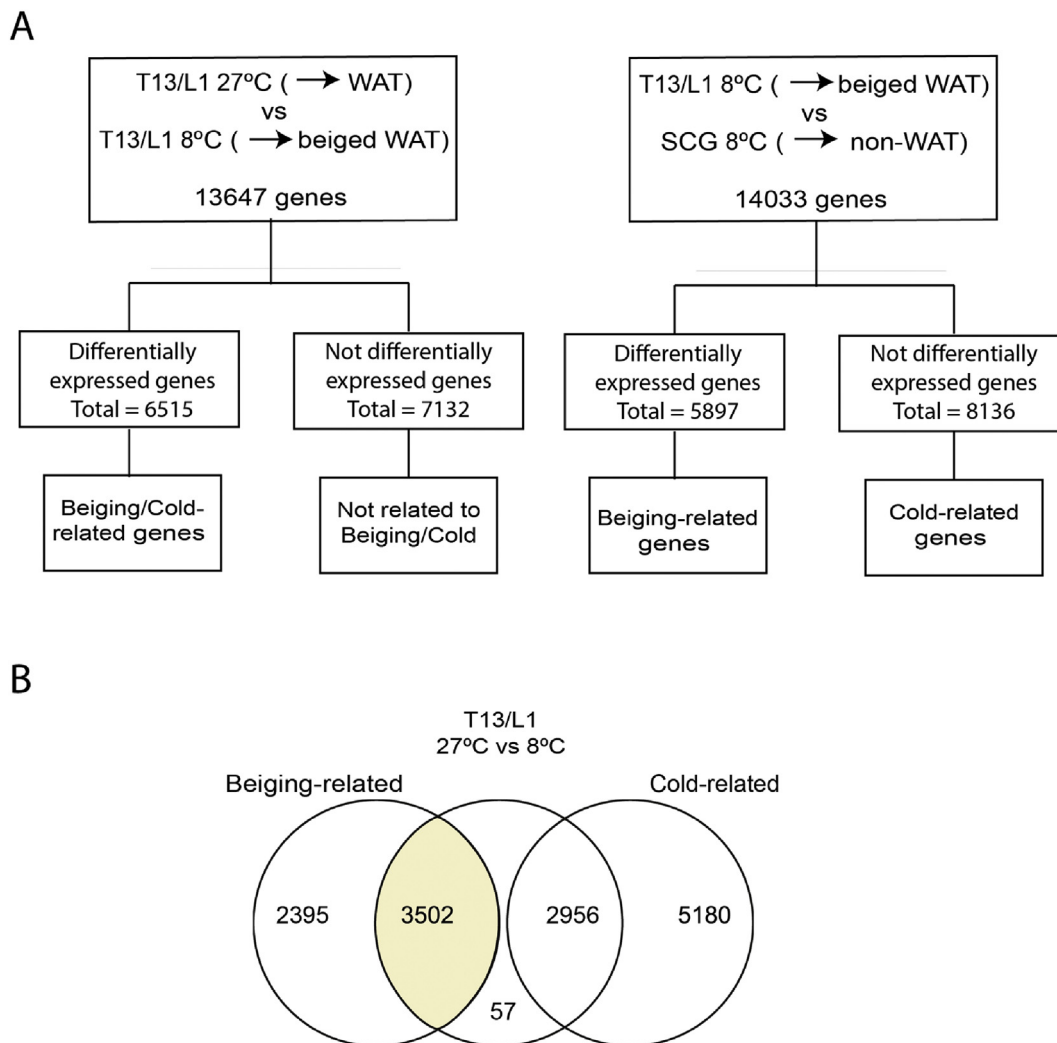 A
T13/L1 27ºC ( → WAT)
vs
T13/L1 8ºC ( → beiged WAT)
13647 genes
T13/L1 8ºC ( → beiged WAT)
vs
SCG 8ºC ( → non-WAT)
14033 genes
Differentially
expressed genes
Total = 6515
Not differentially
expressed genes
Total = 7132
Differentially
expressed genes
Total = 5897
Not differentially
expressed genes
Total = 8136
Beiging/Cold-
related genes
Not related to
Beiging/Cold
Beiging-related
genes
Cold-related
genes
B
T13/L1
27ºC vs 8ºC
Beiging-related
Cold-related
2395
3502
2956
5180
57